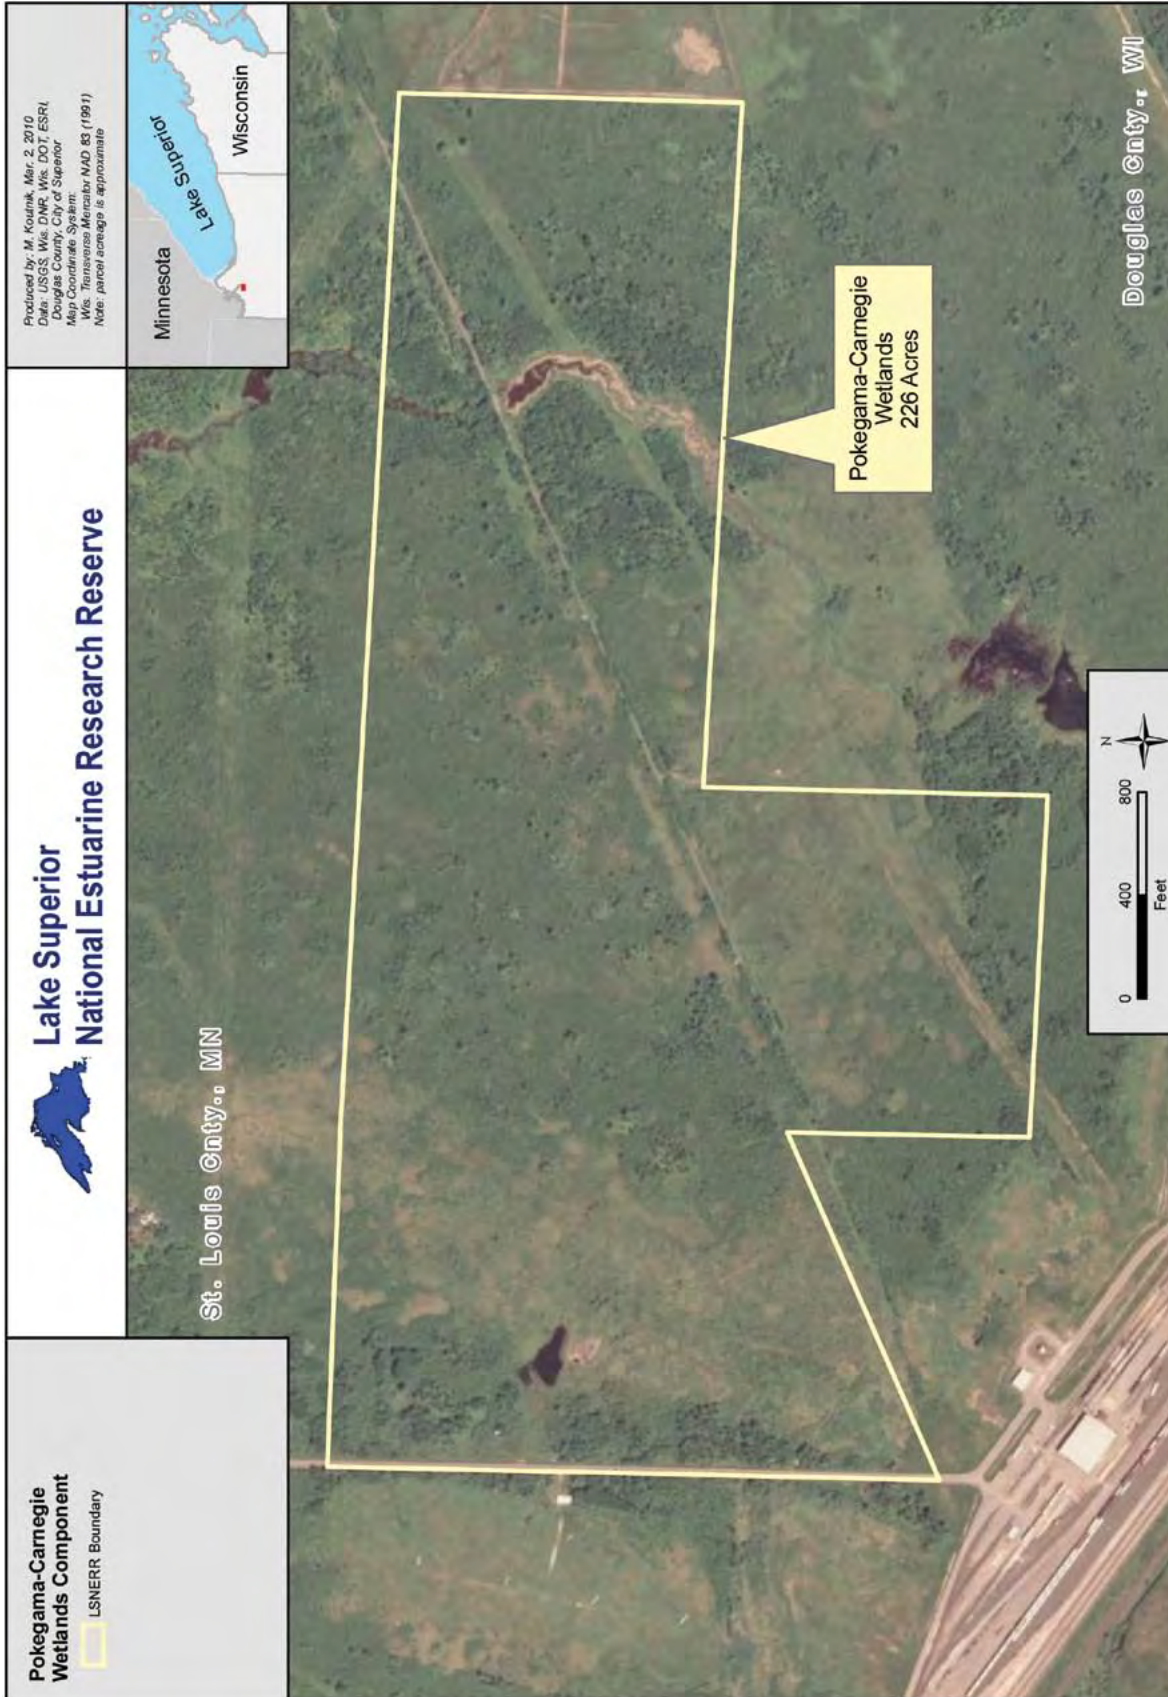 Pokegama-Carnegie
Wetlands Component
LSNERR Boundary
Lake Superior
National Estuarine Research Reserve
Produced by: M. Koutnik, Mar. 2, 2010
Data: USGS, Wis. DNR, Wis. DOT, ESRI,
Douglas County, City of Superior
Map Coordinate System:
Wis. Transverse Mercator NAD 83 (1991)
Note: parcel acreage is approximate
Minnesota
Lake Superior
Wisconsin
St. Louis Cnty., MN
Pokegama-Carnegie
Wetlands
226 Acres
Douglas Cnty., WI
N
0 400 800
Feet